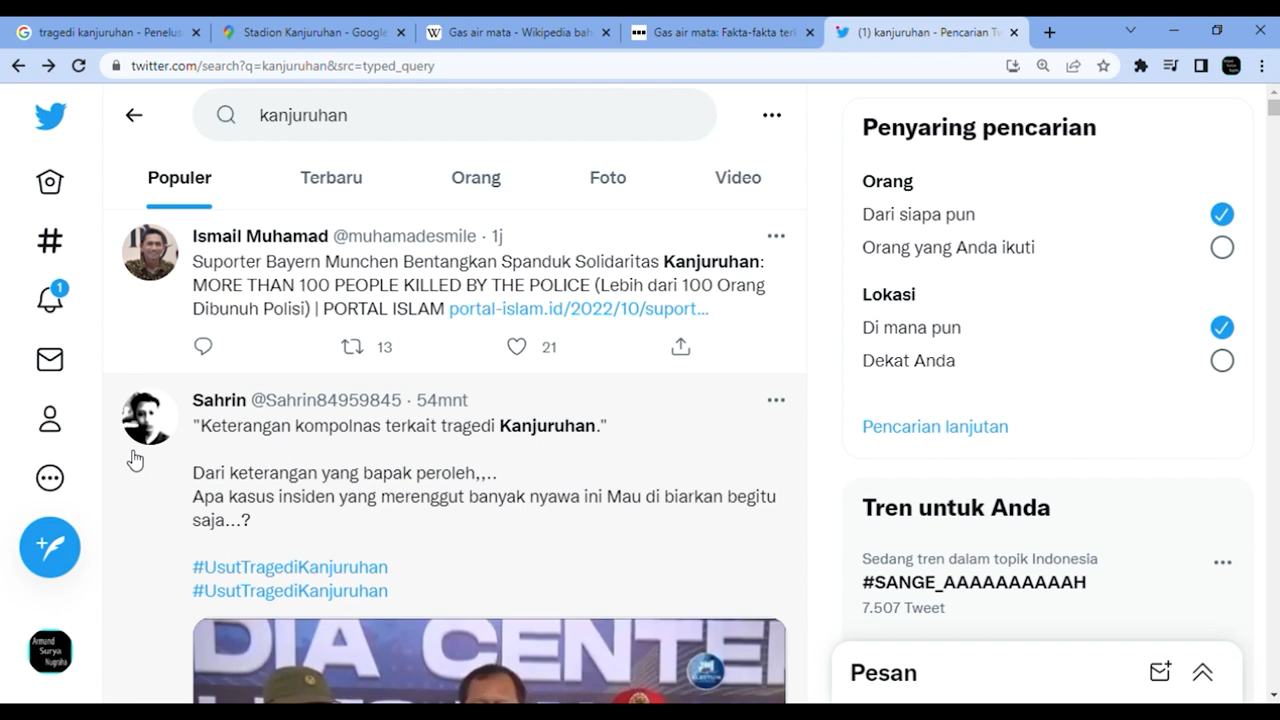 tragedi kanjuruhan - Penelus
Stadion Kanjuruhan - Google
Gas air mata - Wikipedia bah
Gas air mata: Fakta-fakta terk
(1) kanjuruhan - Pencarian Tw
twitter.com/search?q=kanjuruhan&src=typed_query
kanjuruhan
Populer
Terbaru
Orang
Foto
Video
Ismail Muhamad @muhamadesmile · 1j
Suporter Bayern Munchen Bentangkan Spanduk Solidaritas Kanjuruhan:
MORE THAN 100 PEOPLE KILLED BY THE POLICE (Lebih dari 100 Orang
Dibunuh Polisi) | PORTAL ISLAM portal-islam.id/2022/10/suport...
13
21
Sahrin @Sahrin84959845 · 54mnt
"Keterangan kompolnas terkait tragedi Kanjuruhan."
Dari keterangan yang bapak peroleh,,..
Apa kasus insiden yang merenggut banyak nyawa ini Mau di biarkan begitu
saja...?
#UsutTragediKanjuruhan
#UsutTragediKanjuruhan
DIA CENTE
1
Armund
Surya
Nugraha
Penyaring pencarian
Orang
Dari siapa pun
Orang yang Anda ikuti
Lokasi
Di mana pun
Dekat Anda
Pencarian lanjutan
Tren untuk Anda
Sedang tren dalam topik Indonesia
#SANGE_AAAAAAAAAAH
7.507 Tweet
Pesan